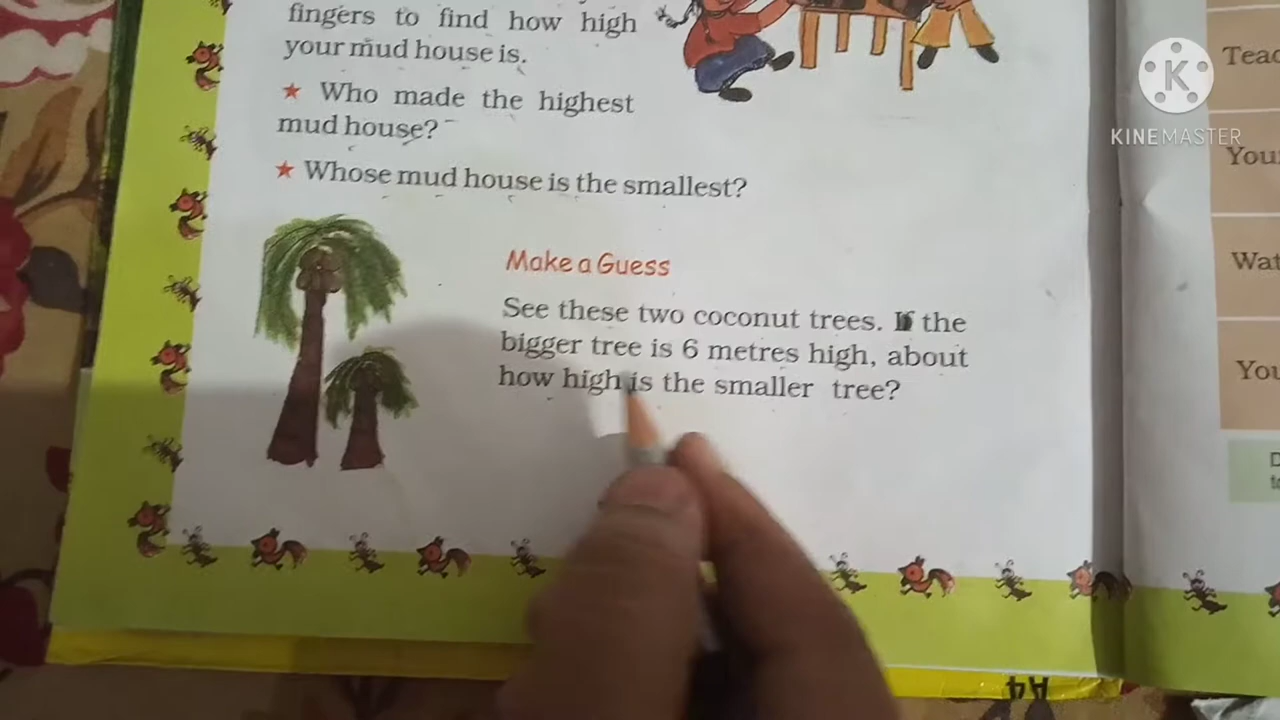 fingers to find how high
your mud house is.
★ Who made the highest
mud house?
★ Whose mud house is the smallest?
Make a Guess
See these two coconut trees. If the
bigger tree is 6 metres high, about
how high is the smaller tree?
K
KINEMASTER
A4